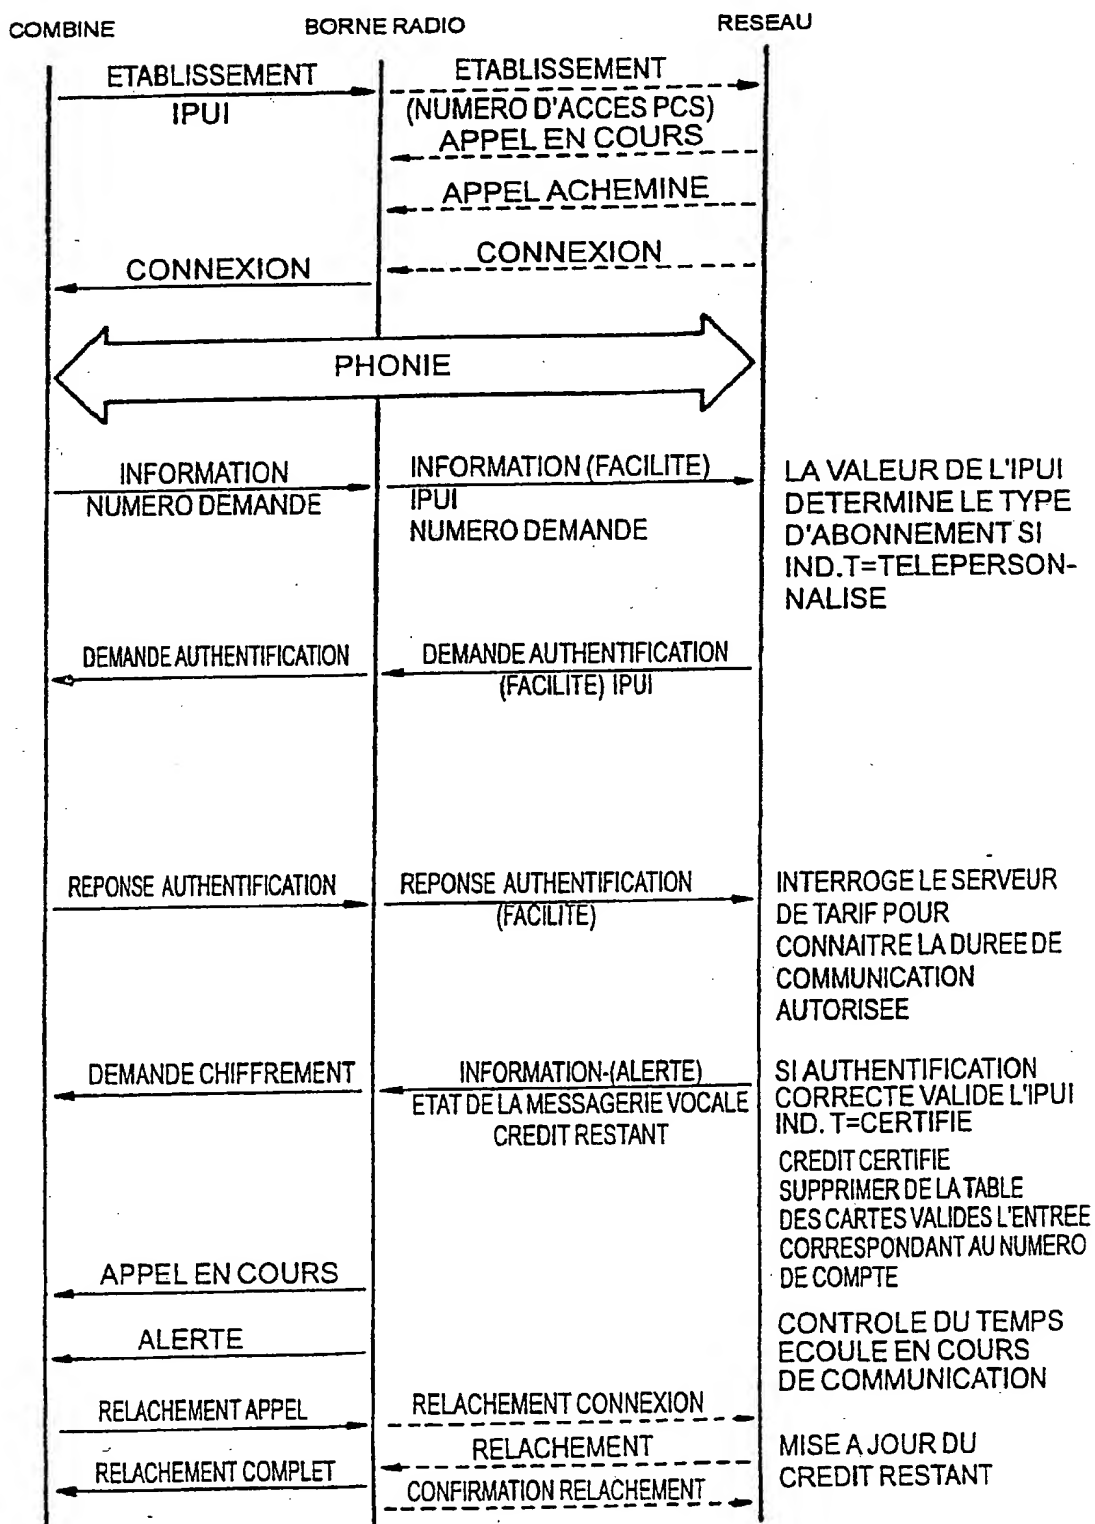 COMBINE
BORNE RADIO
RESEAU
ETABLISSEMENT
IPUI
ETABLISSEMENT
(NUMERO D'ACCES PCS)
APPEL EN COURS
APPEL ACHEMINE
CONNEXION
CONNEXION
PHONIE
INFORMATION
NUMERO DEMANDE
INFORMATION (FACILITE)
IPUI
NUMERO DEMANDE
LA VALEUR DE L'IPUI
DETERMINE LE TYPE
D'ABONNEMENT SI
IND.T=TELEPERSON-
NALISE
DEMANDE AUTHENTIFICATION
DEMANDE AUTHENTIFICATION
(FACILITE) IPUI
REPONSE AUTHENTIFICATION
REPONSE AUTHENTIFICATION
(FACILITE)
INTERROGE LE SERVEUR
DE TARIF POUR
CONNAITRE LA DUREE DE
COMMUNICATION
AUTORISEE
DEMANDE CHIFFREMENT
INFORMATION-(ALERTE)
ETAT DE LA MESSAGERIE VOCALE
CREDIT RESTANT
SI AUTHENTIFICATION
CORRECTE VALIDE L'IPUI
IND. T=CERTIFIE
CREDIT CERTIFIE
SUPPRIMER DE LA TABLE
DES CARTES VALIDES L'ENTREE
CORRESPONDANT AU NUMERO
DE COMPTE
APPEL EN COURS
ALERTE
CONTROLE DU TEMPS
ECOULE EN COURS
DE COMMUNICATION
RELACHEMENT APPEL
RELACHEMENT CONNEXION
RELACHEMENT
RELACHEMENT COMPLET
CONFIRMATION RELACHEMENT
MISE A JOUR DU
CREDIT RESTANT